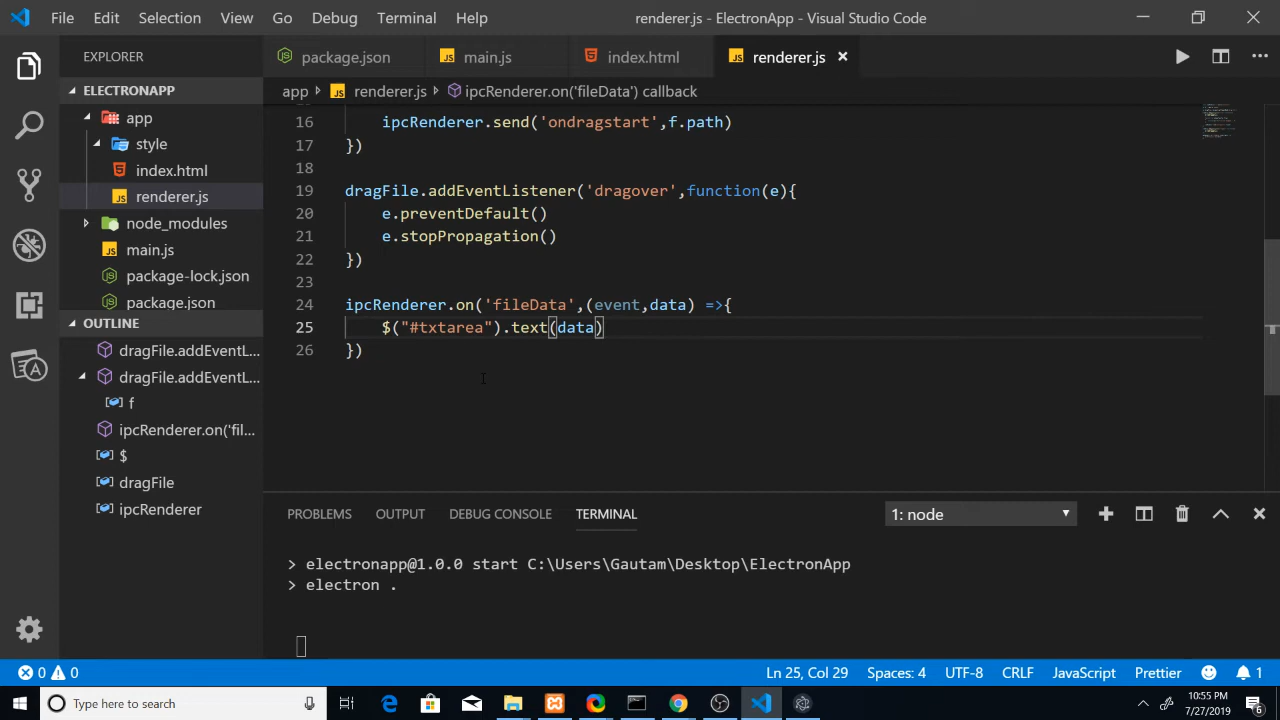 File Edit Selection View Go Debug Terminal Help
renderer.js - ElectronApp - Visual Studio Code
EXPLORER
package.json
main.js
index.html
renderer.js
ELECTRONAPP
app
style
index.html
renderer.js
node_modules
main.js
package-lock.json
package.json
OUTLINE
dragFile.addEventL...
dragFile.addEventL...
f
ipcRenderer.on('fil...
$
dragFile
ipcRenderer
app renderer.js ipcRenderer.on('fileData') callback
16 ipcRenderer.send('ondragstart',f.path)
17 })
18
19 dragFile.addEventListener('dragover',function(e){
20 e.preventDefault()
21 e.stopPropagation()
22 })
23
24 ipcRenderer.on('fileData',(event,data) =>{
25 $("#txtarea").text(data)
26 })
PROBLEMS OUTPUT DEBUG CONSOLE TERMINAL
1: node
> electronapp@1.0.0 start C:\Users\Gautam\Desktop\ElectronApp
> electron .
0 0
Ln 25, Col 29 Spaces: 4 UTF-8 CRLF JavaScript Prettier 1
Type here to search
10:55 PM
7/27/2019
6